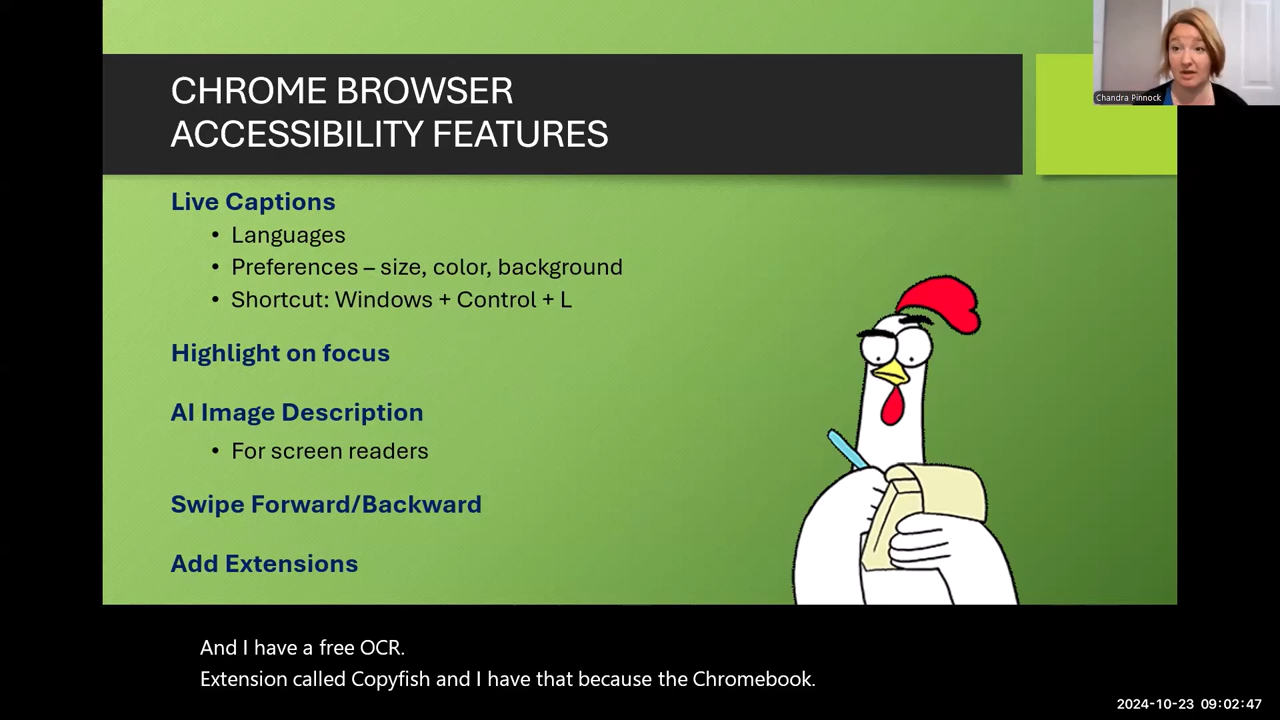 CHROME BROWSER
ACCESSIBILITY FEATURES
Chandra Pinnock
Live Captions
• Languages
• Preferences – size, color, background
• Shortcut: Windows + Control + L
Highlight on focus
AI Image Description
• For screen readers
Swipe Forward/Backward
Add Extensions
And I have a free OCR.
Extension called Copyfish and I have that because the Chromebook.
2024-10-23 09:02:47